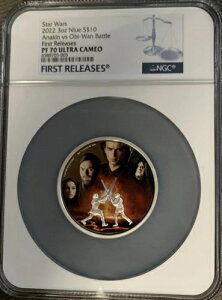 Star Wars
2022 3oz Niue S$10
Anakin vs Obi-Wan Battle
First Releases
PF 70 ULTRA CAMEO
FIRST RELEASES®
NGC®